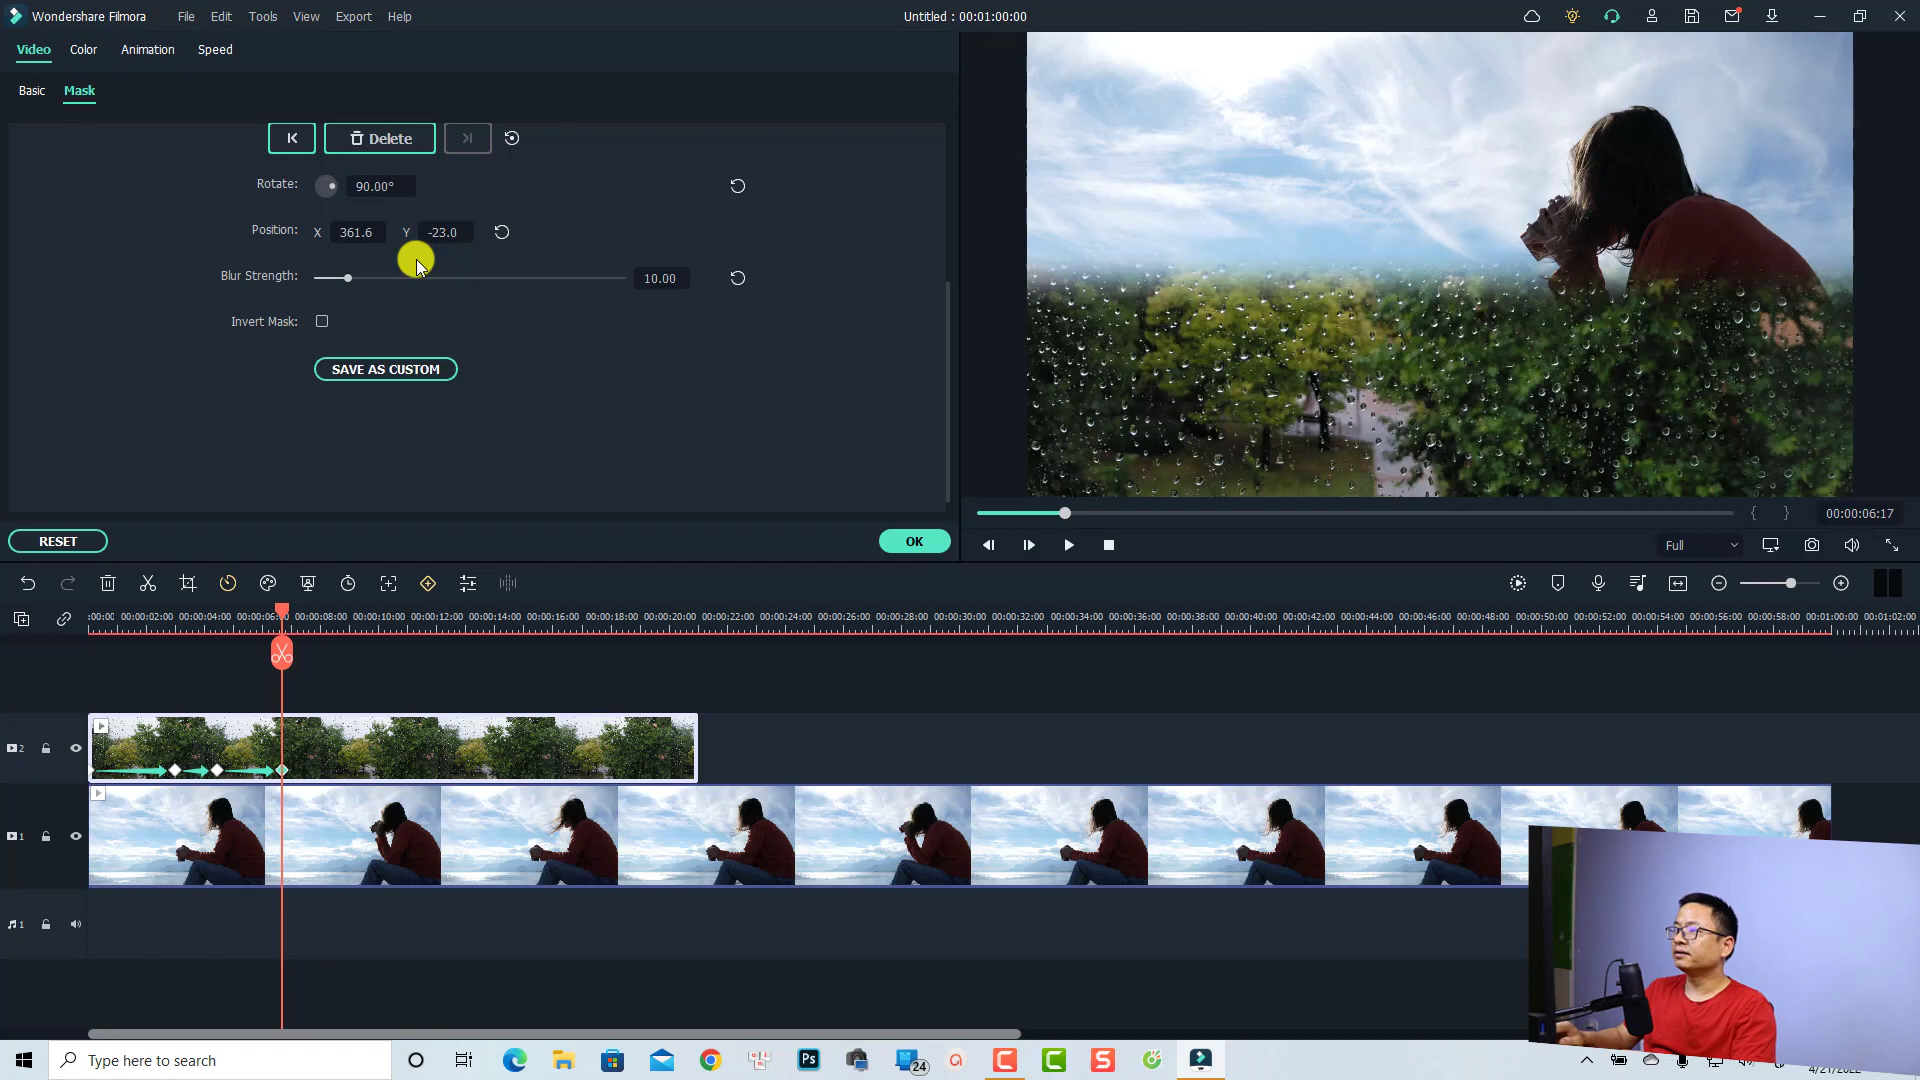 Wondershare Filmora File Edit Tools View Export Help Untitled : 00:01:00:00
Video Color Animation Speed
Basic Mask
Delete
Rotate: 90.00°
Position: X 361.6 Y -23.0
Blur Strength: 10.00
Invert Mask:
SAVE AS CUSTOM
RESET OK
{ } 00:00:06:17
Full
:00:00 00:00:02:00 00:00:04:00 00:00:06:00 00:00:08:00 00:00:10:00 00:00:12:00 00:00:14:00 00:00:16:00 00:00:18:00 00:00:20:00 00:00:22:00 00:00:24:00 00:00:26:00 00:00:28:00 00:00:30:00 00:00:32:00 00:00:34:00 00:00:36:00 00:00:38:00 00:00:40:00 00:00:42:00 00:00:44:00 00:00:46:00 00:00:48:00 00:00:50:00 00:00:52:00 00:00:54:00 00:00:56:00 00:00:58:00 00:01:00:00 00:01:02:00
2
1
1
Type here to search Ps 24